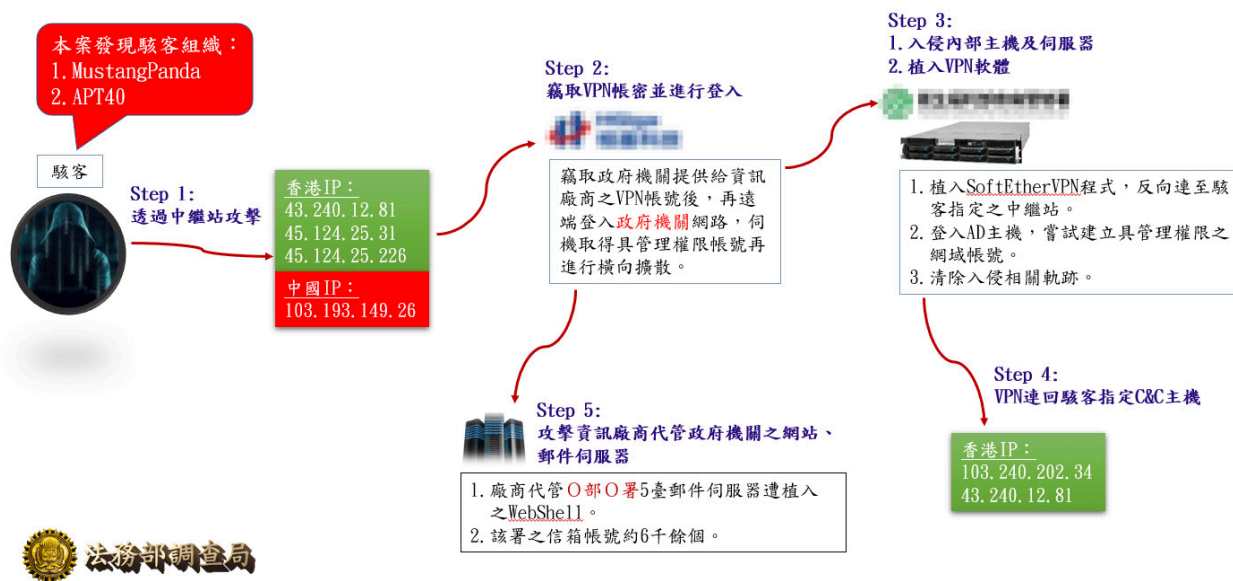 本案發現駭客組織：
1.MustangPanda
2.APT40
駭客
Step 1:
透過中繼站攻擊
香港IP：
43.240.12.81
45.124.25.31
45.124.25.226
中國IP：
103.193.149.26
Step 2:
竊取VPN帳密並進行登入
竊取政府機關提供給資訊
廠商之VPN帳號後，再遠
端登入政府機關網路，伺
機取得具管理權限帳號再
進行橫向擴散。
Step 3:
1.入侵內部主機及伺服器
2.植入VPN軟體
1.植入SoftEtherVPN程式，反向連至駭
客指定之中繼站。
2.登入AD主機，嘗試建立具管理權限之
網域帳號。
3.清除入侵相關軌跡。
Step 4:
VPN連回駭客指定C&C主機
香港IP：
103.240.202.34
43.240.12.81
Step 5:
攻擊資訊廠商代管政府機關之網站、
郵件伺服器
1.廠商代管O部O署5臺郵件伺服器遭植入
之WebShell。
2.該署之信箱帳號約6千餘個。
法務部調查局